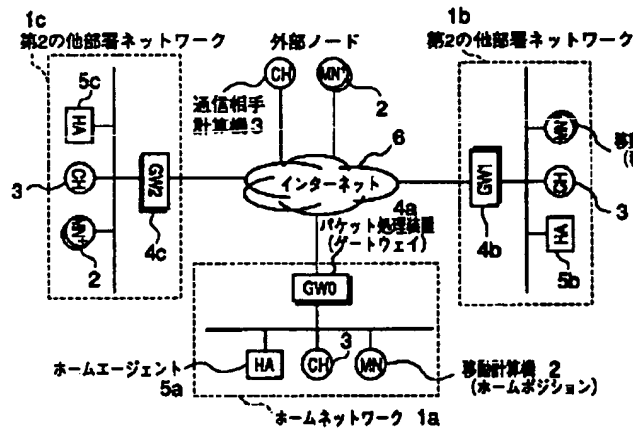 1c
第2の他部署ネットワーク
外部ノード
1b
第2の他部署ネットワーク
5c
HA
CH
MN+
通信相手
計算機3
2
6
3
CH
GW2
インターネット
4a
パケット処理装置
(ゲートウェイ)
CH
3
MN+
2
4c
4b
HA
5b
GW0
3
ホームエージェント
5a
HA
CH
MN
移動計算機 2
(ホームポジション)
ホームネットワーク 1a